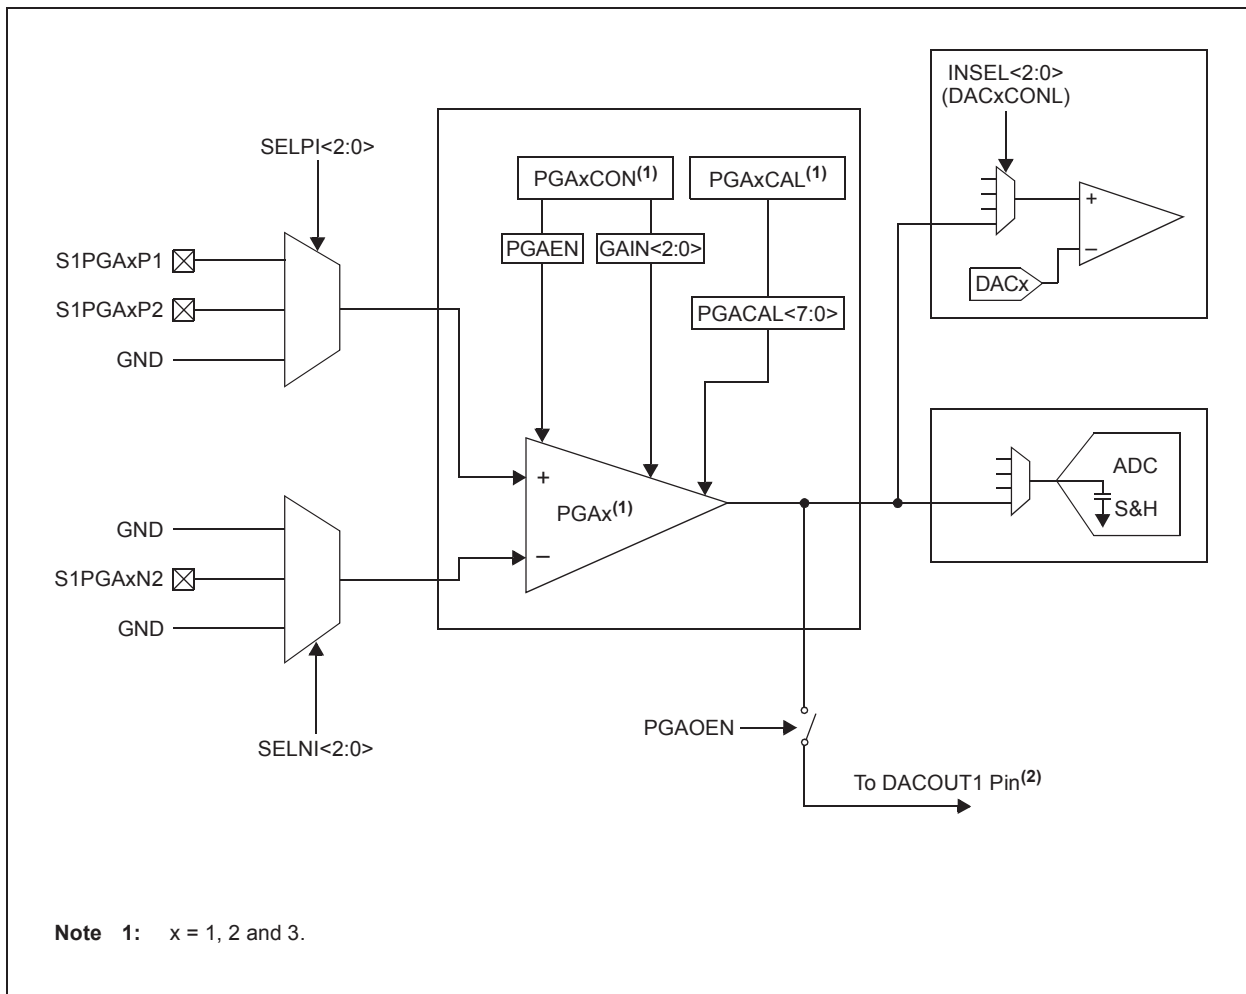 INSEL<2:0>
(DACxCONL)
SELPI<2:0>
PGAxCON(1)
PGAxCAL(1)
S1PGAxP1
PGAEN
GAIN<2:0>
+
–
DACx
S1PGAxP2
PGACAL<7:0>
GND
+
PGAx(1)
–
ADC
S&H
GND
S1PGAxN2
GND
PGAOEN
SELNI<2:0>
To DACOUT1 Pin(2)
Note 1: x = 1, 2 and 3.